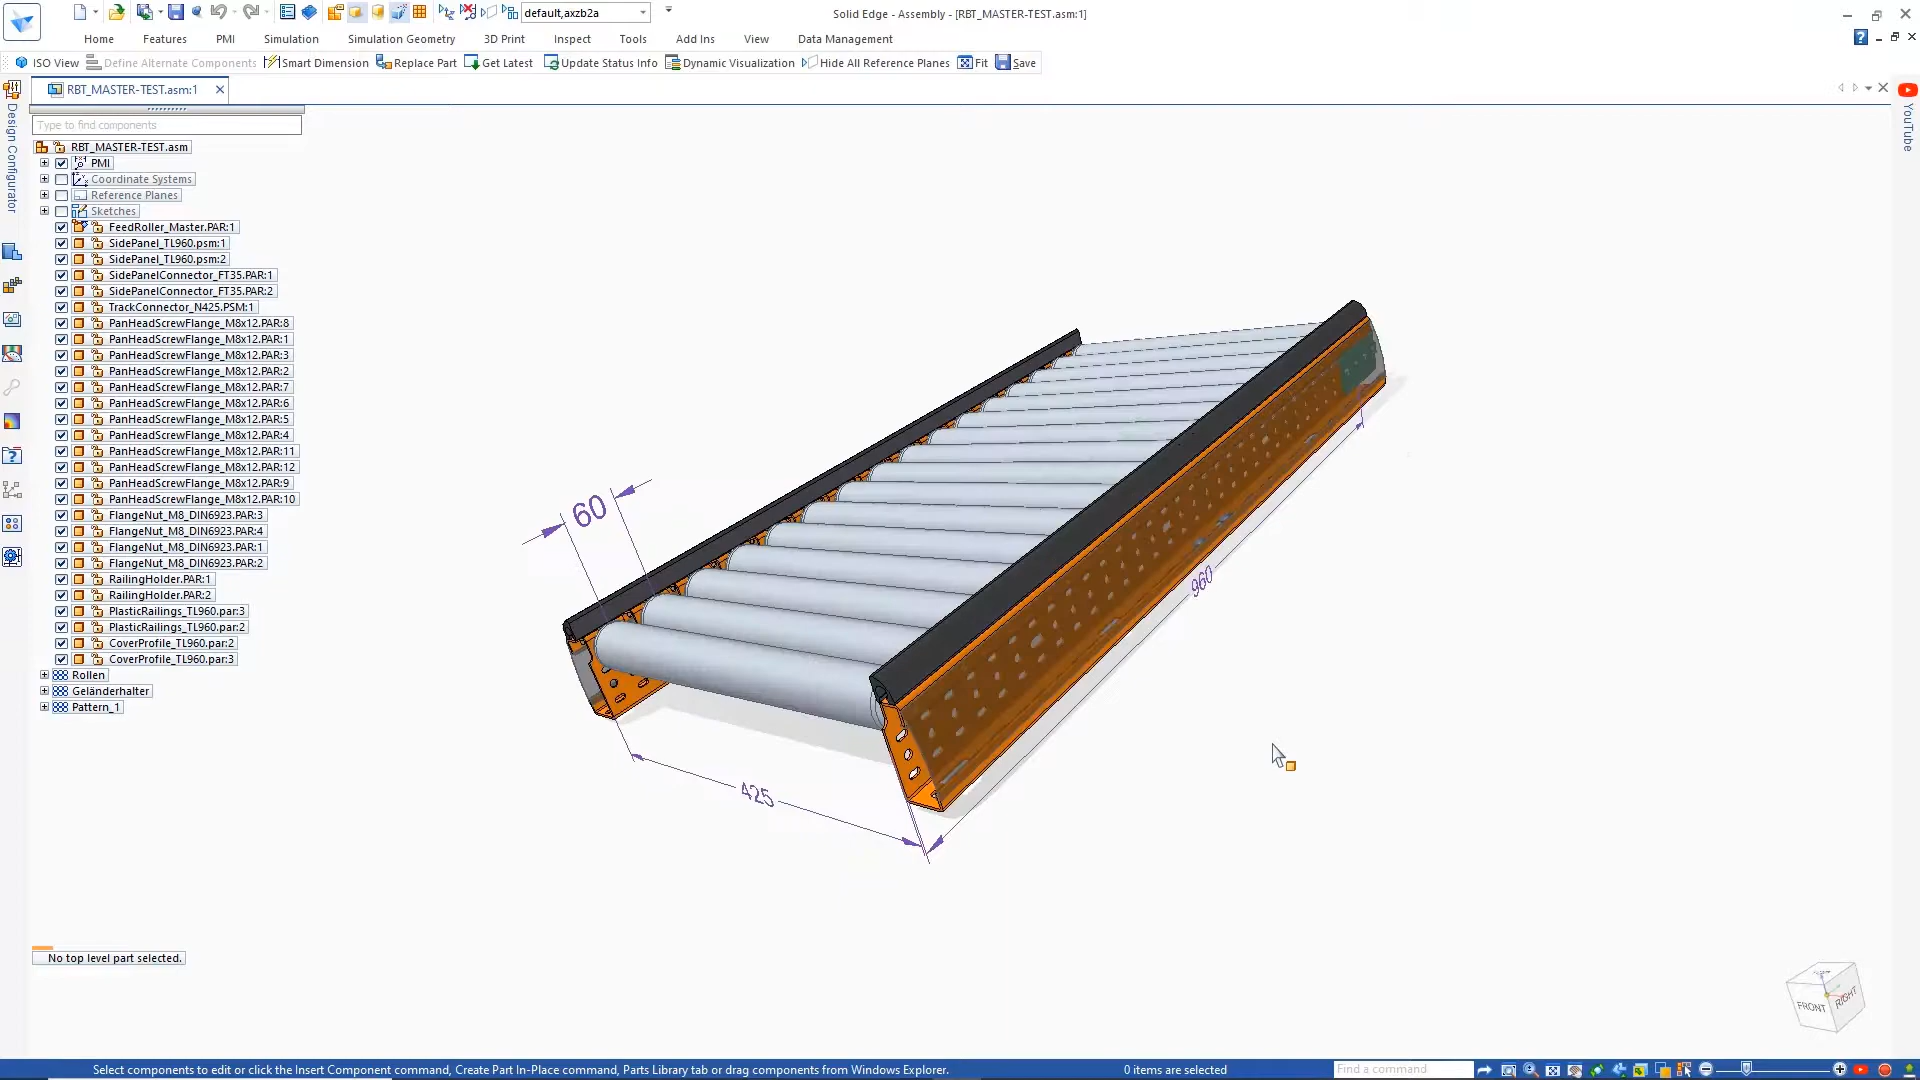 default,axzb2a
Solid Edge - Assembly - [RBT_MASTER-TEST.asm:1]
Home Features PMI Simulation Simulation Geometry 3D Print Inspect Tools Add Ins View Data Management
ISO View Define Alternate Components Smart Dimension Replace Part Get Latest Update Status Info Dynamic Visualization Hide All Reference Planes Fit Save
RBT_MASTER-TEST.asm:1
Design Configurator
YouTube
Type to find components
RBT_MASTER-TEST.asm
PMI
Coordinate Systems
Reference Planes
Sketches
FeedRoller_Master.PAR:1
SidePanel_TL960.psm:1
SidePanel_TL960.psm:2
SidePanelConnector_FT35.PAR:1
SidePanelConnector_FT35.PAR:2
TrackConnector_N425.PSM:1
PanHeadScrewFlange_M8x12.PAR:8
PanHeadScrewFlange_M8x12.PAR:1
PanHeadScrewFlange_M8x12.PAR:3
PanHeadScrewFlange_M8x12.PAR:2
PanHeadScrewFlange_M8x12.PAR:7
PanHeadScrewFlange_M8x12.PAR:6
PanHeadScrewFlange_M8x12.PAR:5
PanHeadScrewFlange_M8x12.PAR:4
PanHeadScrewFlange_M8x12.PAR:11
PanHeadScrewFlange_M8x12.PAR:12
PanHeadScrewFlange_M8x12.PAR:9
PanHeadScrewFlange_M8x12.PAR:10
FlangeNut_M8_DIN6923.PAR:3
FlangeNut_M8_DIN6923.PAR:4
FlangeNut_M8_DIN6923.PAR:1
FlangeNut_M8_DIN6923.PAR:2
RailingHolder.PAR:1
RailingHolder.PAR:2
PlasticRailings_TL960.par:3
PlasticRailings_TL960.par:2
CoverProfile_TL960.par:2
CoverProfile_TL960.par:3
Rollen
Geländerhalter
Pattern_1
60
960
425
No top level part selected.
FRONT
RIGHT
Select components to edit or click the Insert Component command, Create Part In-Place command, Parts Library tab or drag components from Windows Explorer.
0 items are selected
Find a command